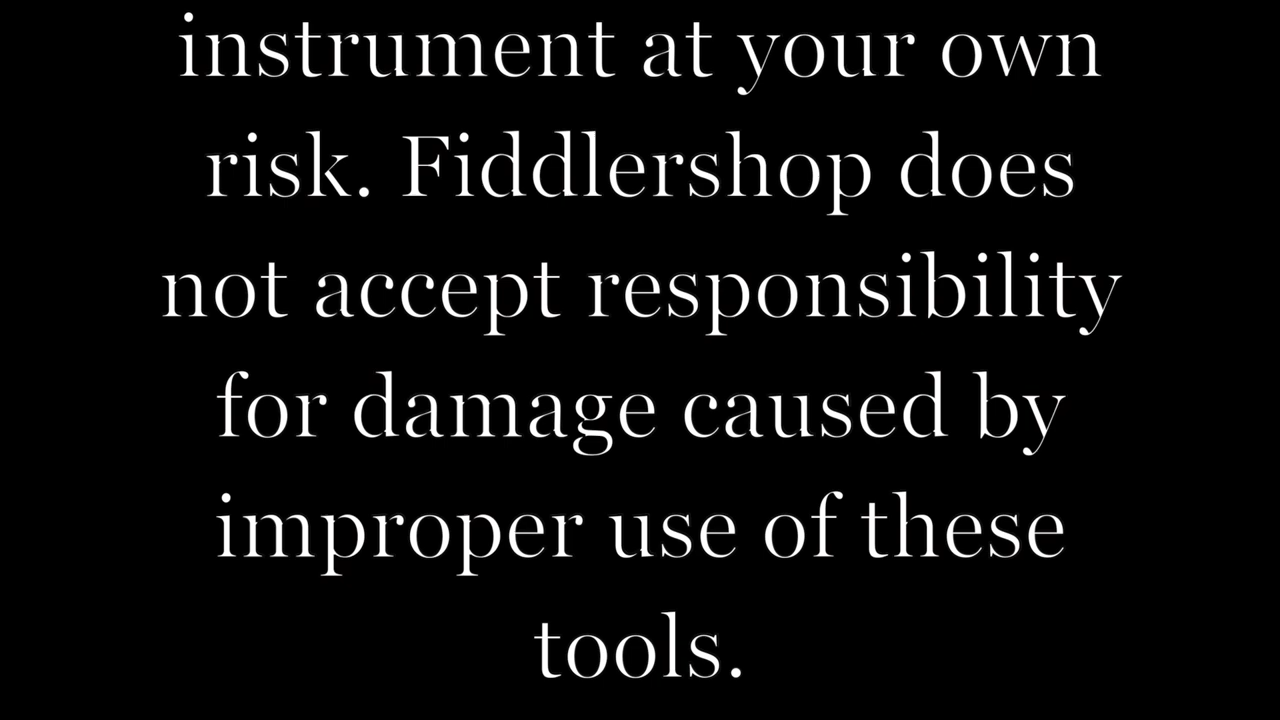 instrument at your own
risk. Fiddlershop does
not accept responsibility
for damage caused by
improper use of these
tools.